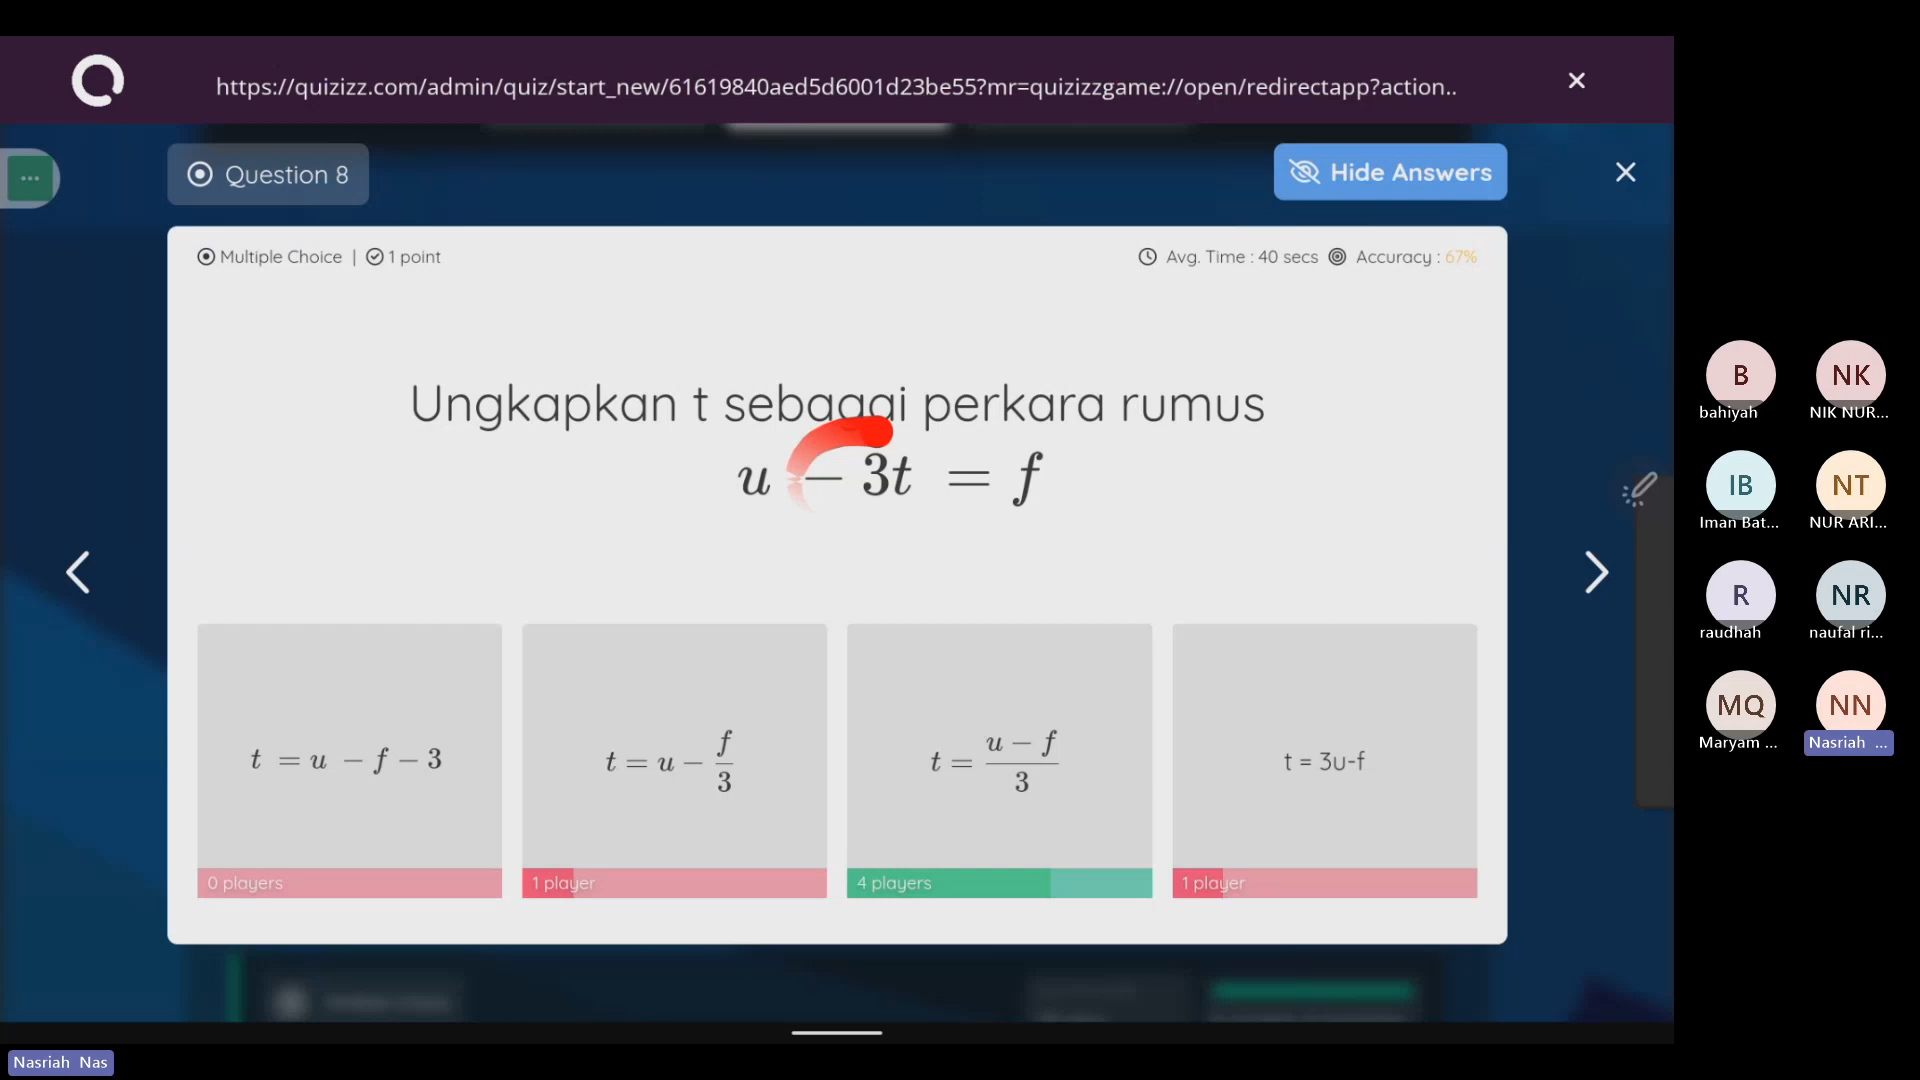 https://quizizz.com/admin/quiz/start_new/61619840aed5d6001d23be55?mr=quizizzgame://open/redirectapp?action..
Question 8
Hide Answers
Multiple Choice | 1 point
Avg. Time : 40 secs Accuracy : 67%
Ungkapkan t sebagai perkara rumus
u − 3t = f
t = u − f − 3
t = u − f/3
t = (u − f)/3
t = 3u-f
0 players
1 player
4 players
1 player
B
bahiyah
NK
NIK NUR...
IB
Iman Bat...
NT
NUR ARI...
R
raudhah
NR
naufal ri...
MQ
Maryam ...
NN
Nasriah ...
Nasriah Nas